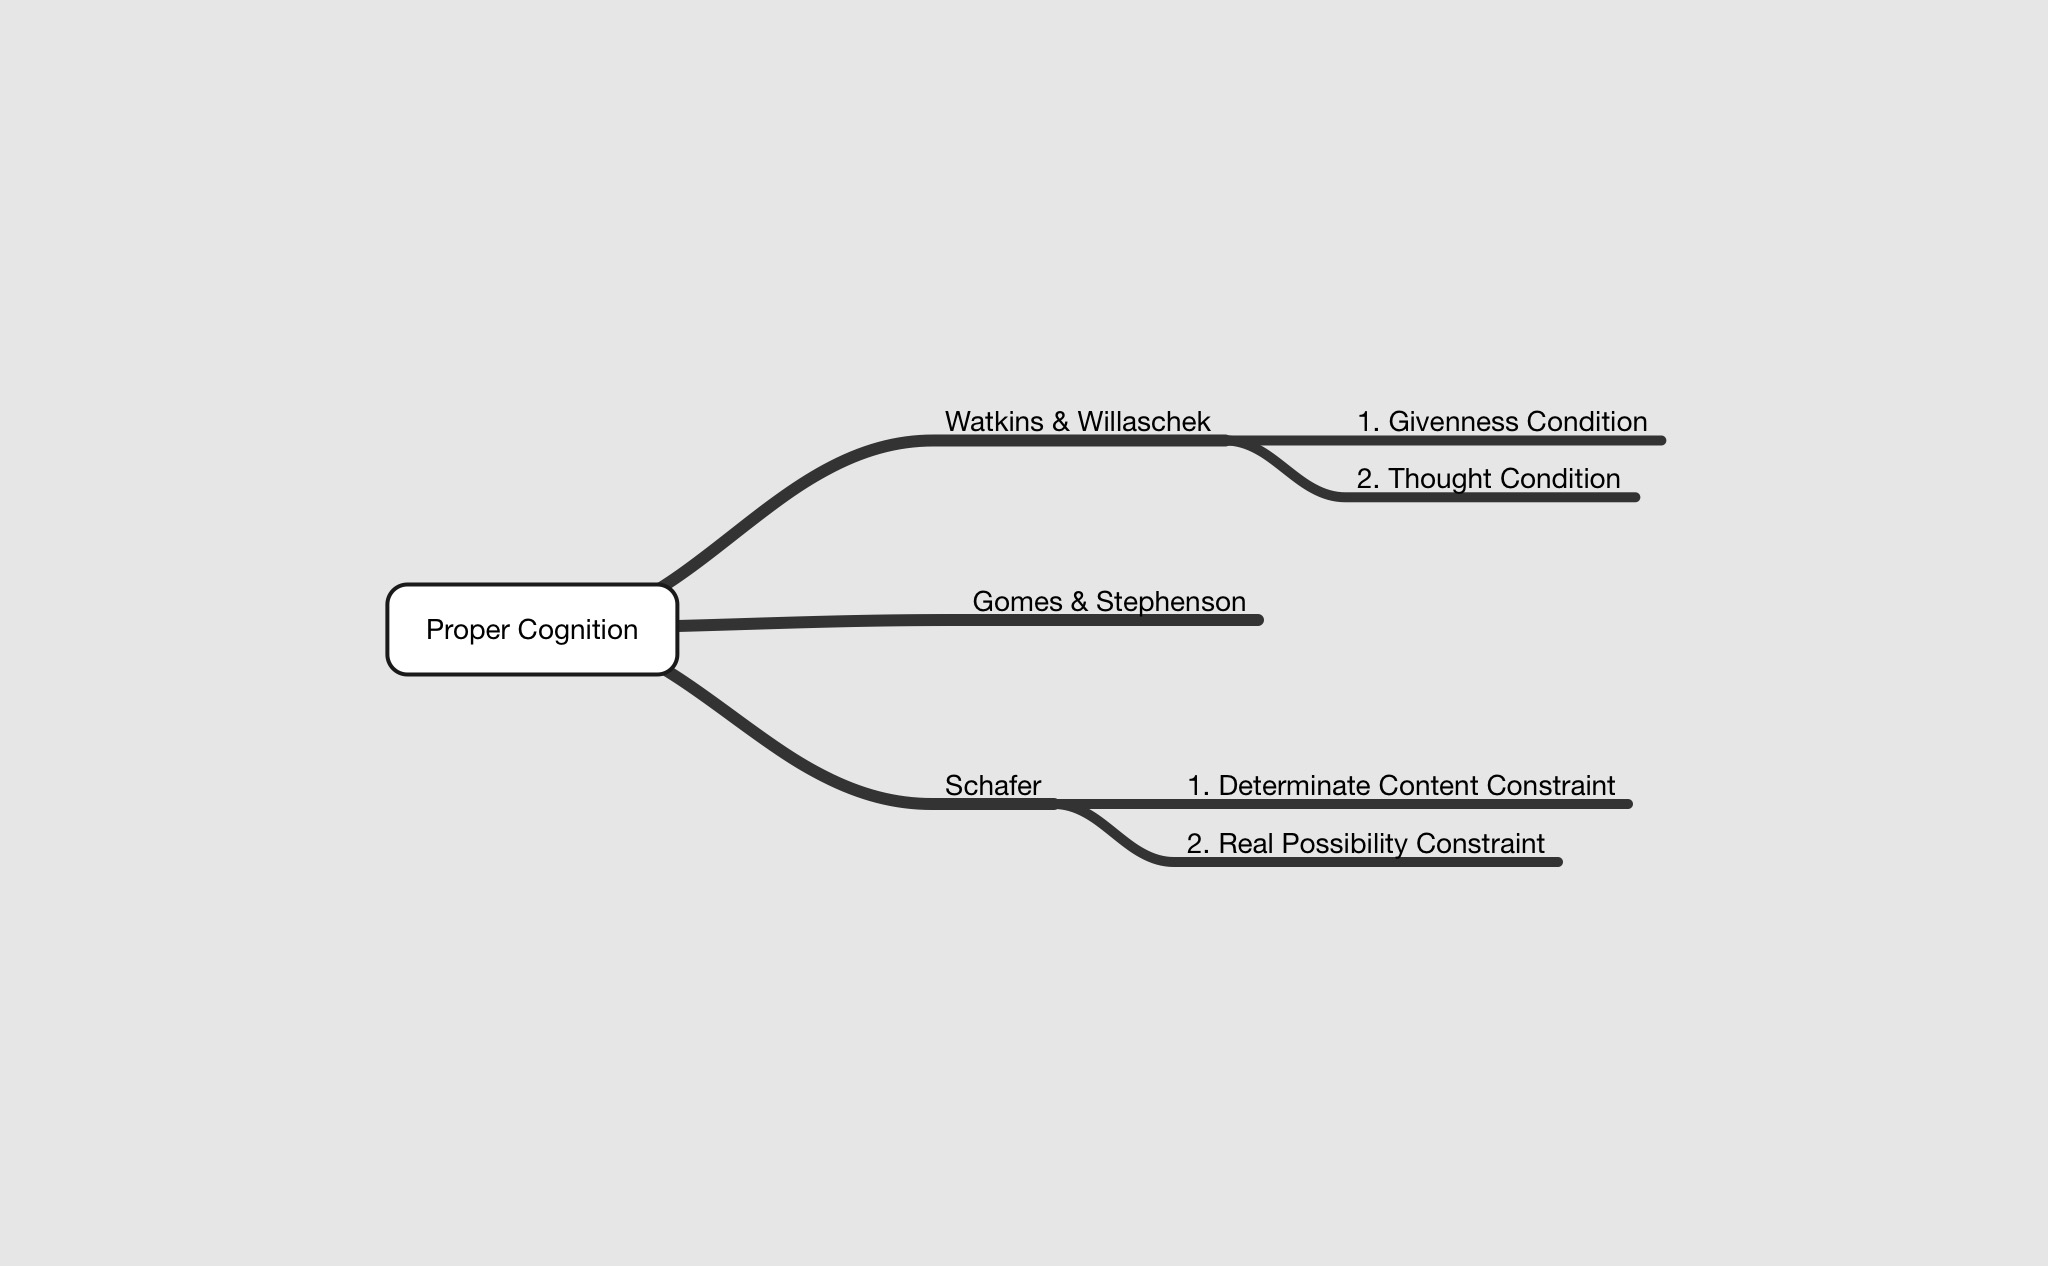 Proper Cognition
Watkins & Willaschek
1. Givenness Condition
2. Thought Condition
Gomes & Stephenson
Schafer
1. Determinate Content Constraint
2. Real Possibility Constraint